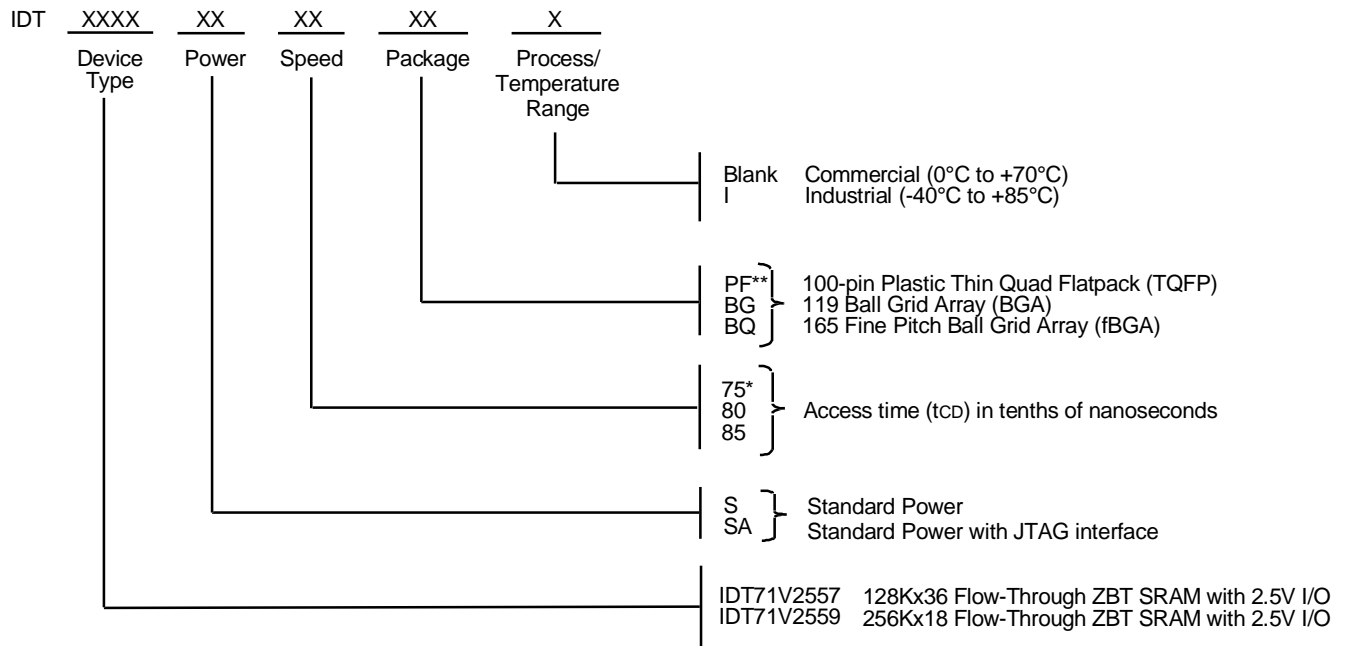 IDT XXXX XX XX XX X
Device Type
Power
Speed
Package
Process/
Temperature
Range
Blank Commercial (0°C to +70°C)
I Industrial (-40°C to +85°C)
PF** 100-pin Plastic Thin Quad Flatpack (TQFP)
BG 119 Ball Grid Array (BGA)
BQ 165 Fine Pitch Ball Grid Array (fBGA)
75*
80 Access time (tCD) in tenths of nanoseconds
85
S Standard Power
SA Standard Power with JTAG interface
IDT71V2557 128Kx36 Flow-Through ZBT SRAM with 2.5V I/O
IDT71V2559 256Kx18 Flow-Through ZBT SRAM with 2.5V I/O